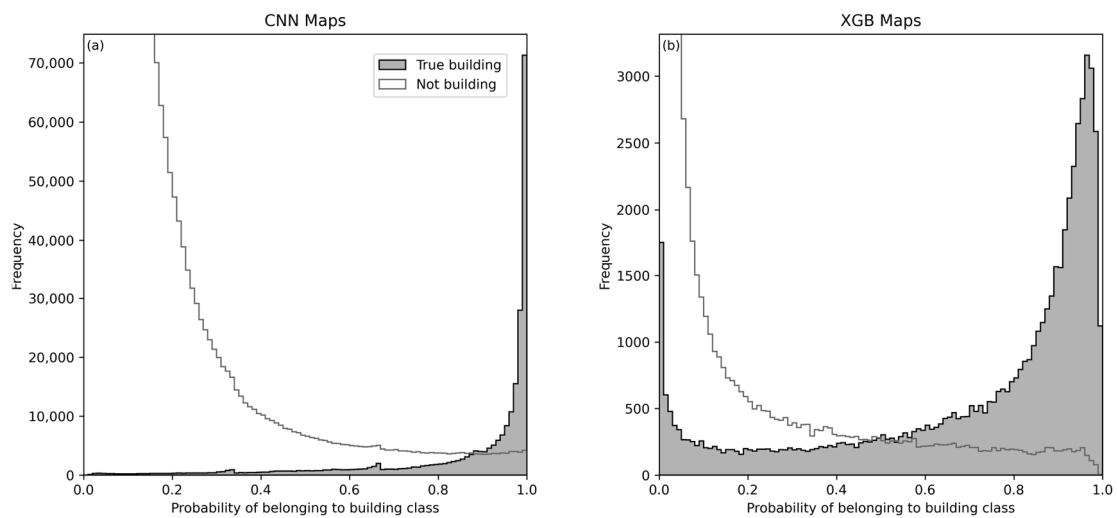 CNN Maps
(a)
True building
Not building
70,000
60,000
50,000
40,000
30,000
20,000
10,000
0
Frequency
0.0 0.2 0.4 0.6 0.8 1.0
Probability of belonging to building class
XGB Maps
(b)
3000
2500
2000
1500
1000
500
0
Frequency
0.0 0.2 0.4 0.6 0.8 1.0
Probability of belonging to building class